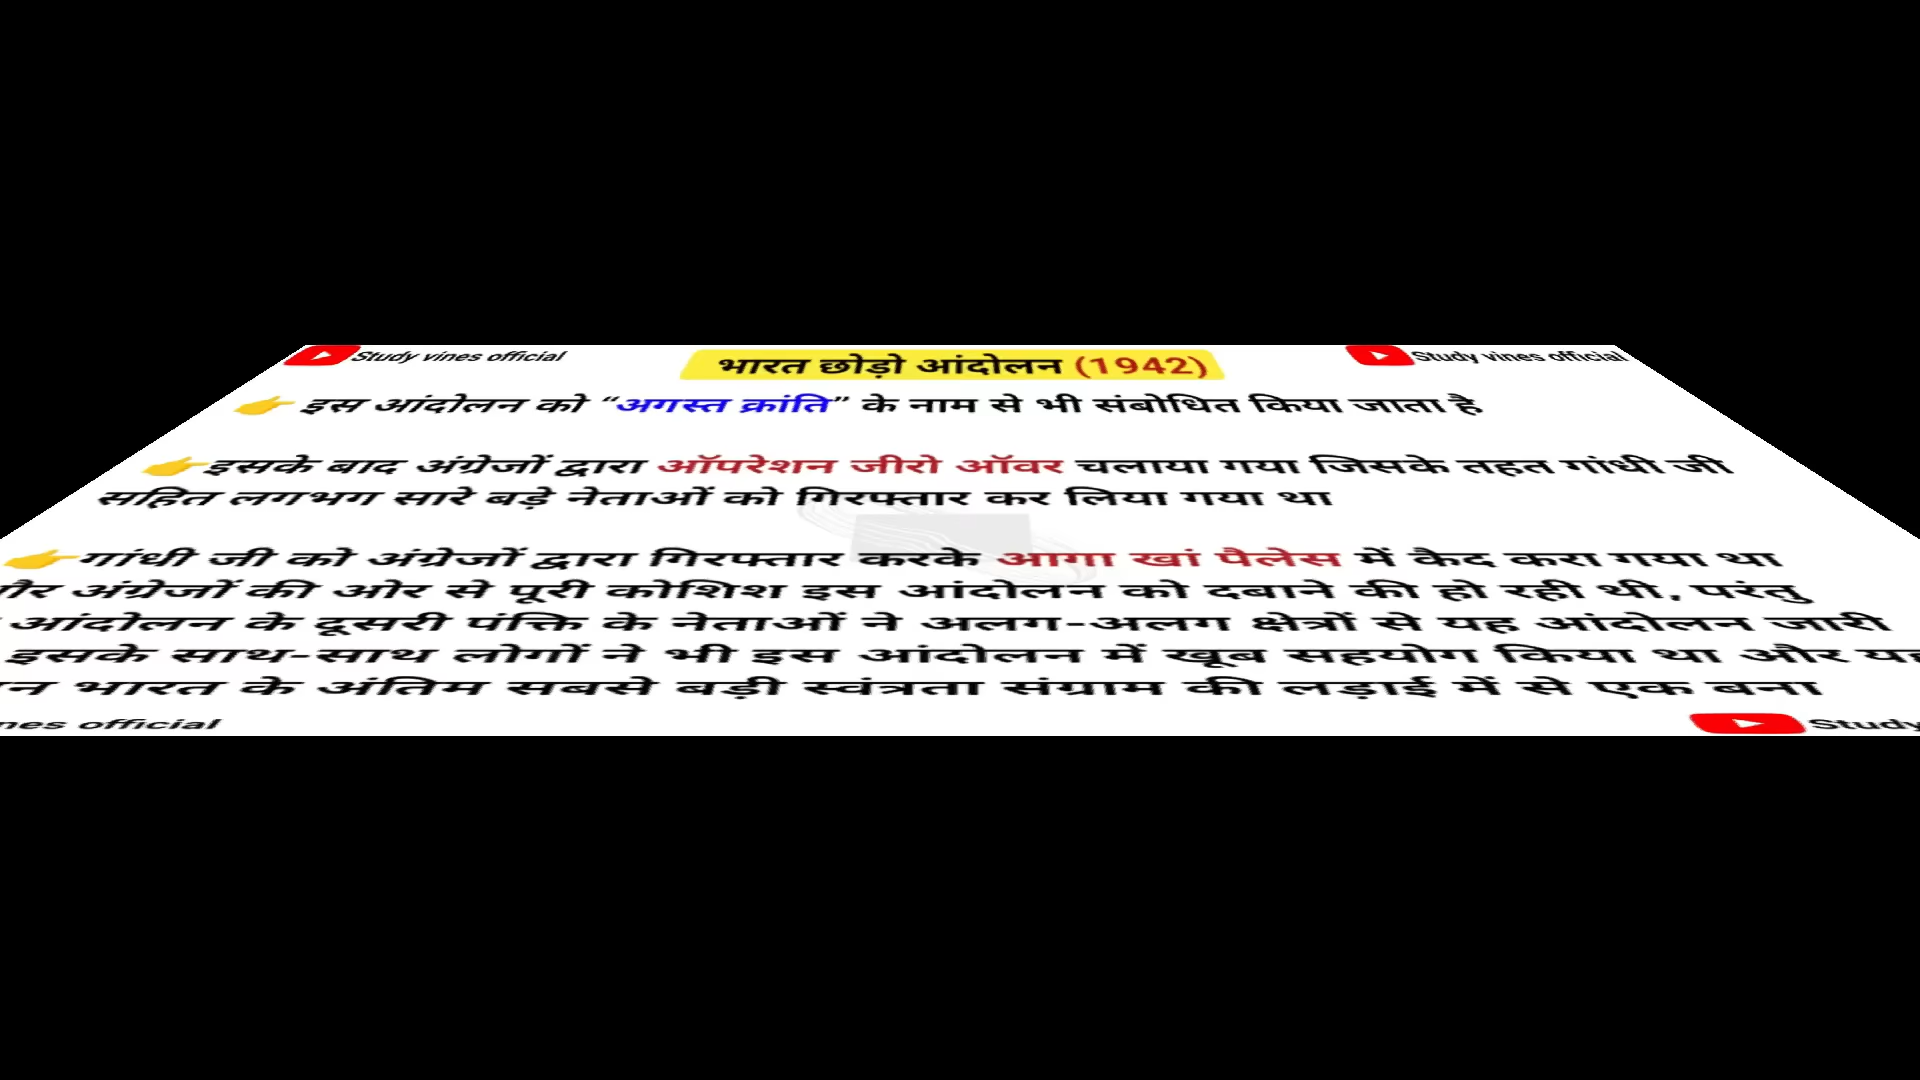 Study vines official
भारत छोड़ो आंदोलन (1942)
Study vines official
👉 इस आंदोलन को “अगस्त क्रांति” के नाम से भी संबोधित किया जाता है
👉इसके बाद अंग्रेजों द्वारा ऑपरेशन जीरो ऑवर चलाया गया जिसके तहत गांधी जी
सहित लगभग सारे बड़े नेताओं को गिरफ्तार कर लिया गया था
👉गांधी जी को अंग्रेजों द्वारा गिरफ्तार करके आगा खां पैलेस में कैद करा गया था
अंग्रेजों की ओर से पूरी कोशिश इस आंदोलन को दबाने की हो रही थी, परंतु
आंदोलन के दूसरी पंक्ति के नेताओं ने अलग-अलग क्षेत्रों से यह आंदोलन जारी
इसके साथ-साथ लोगों ने भी इस आंदोलन में खूब सहयोग किया था और
भारत के अंतिम सबसे बड़ी स्वंत्रता संग्राम की लड़ाई में से एक बना
official
Study